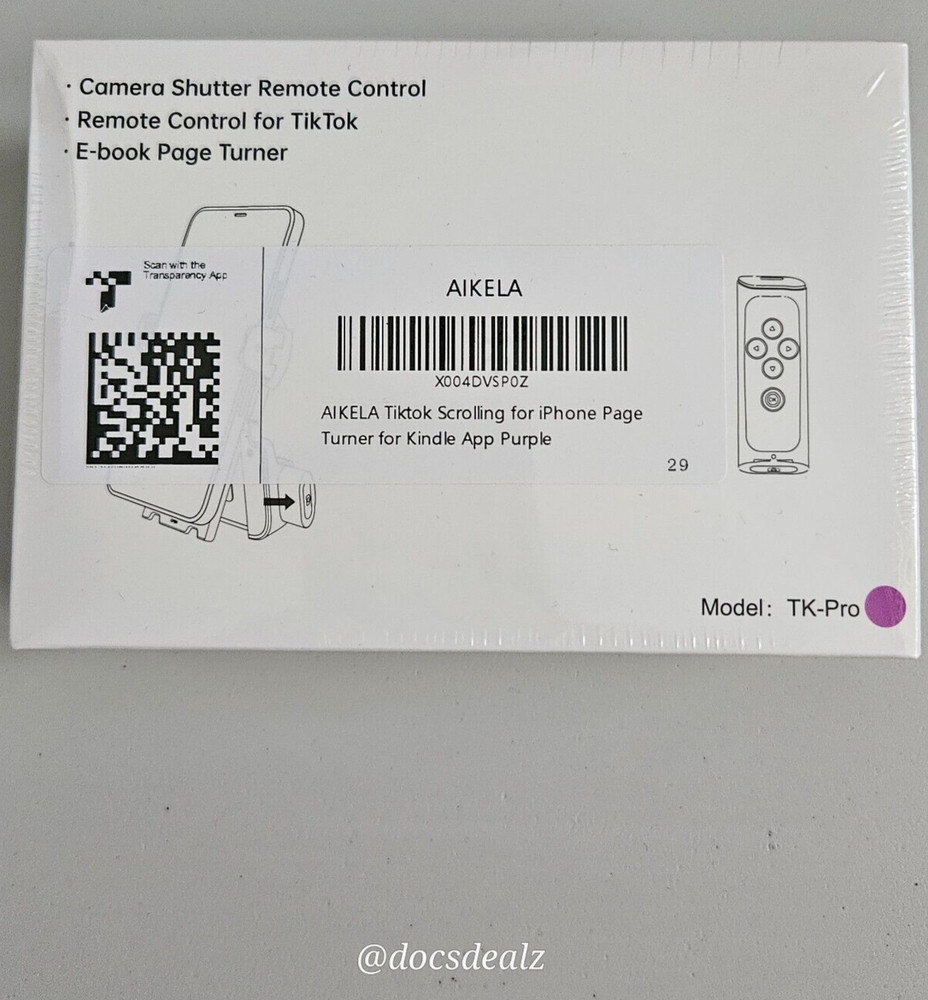 · Camera Shutter Remote Control
· Remote Control for TikTok
· E-book Page Turner
Scan with the
Transparency App
AIKELA
X004DVSP0Z
AIKELA Tiktok Scrolling for iPhone Page
Turner for Kindle App Purple
29
Model: TK-Pro
@docsdealz